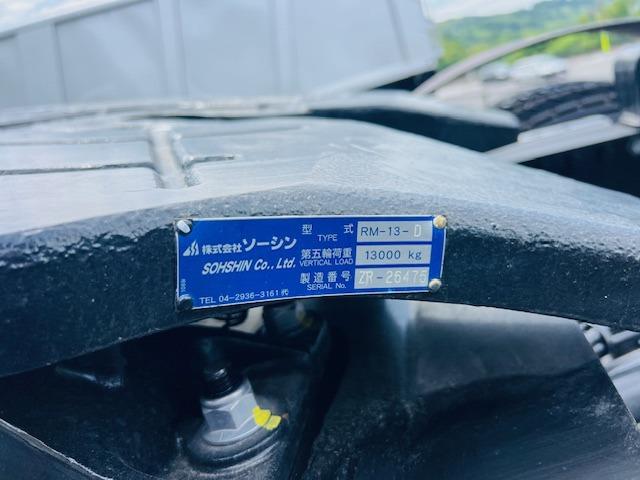 株式会社ソーシン
SOHSHIN Co., Ltd.
TEL 04-2936-3161 代
型 式 RM-13-D
TYPE
第五輪荷重 13000 kg
VERTICAL LOAD
製造番号 ZR-26475
SERIAL No.